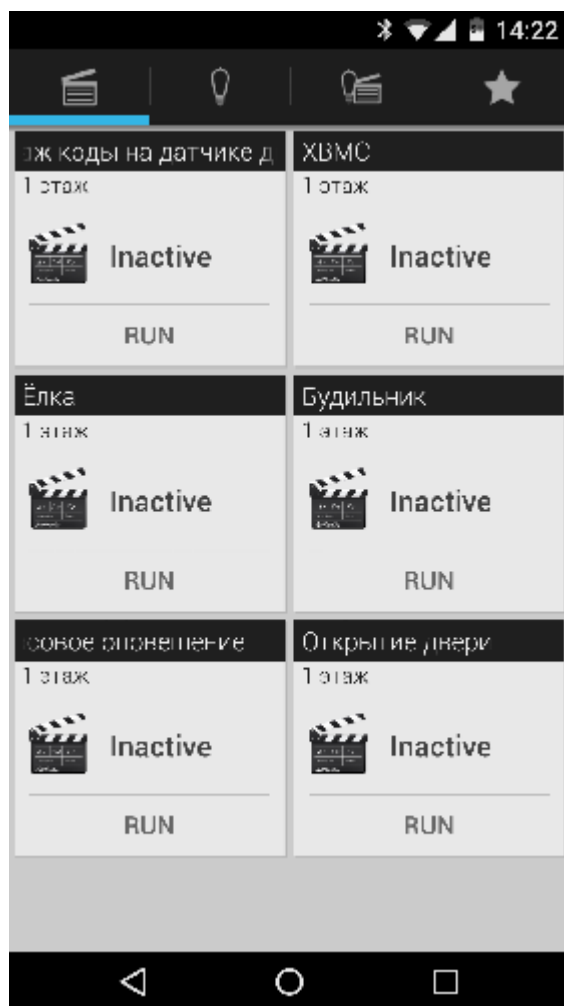 14:22
аж коды на датчике д
XBMC
1 этаж
1 этаж
Inactive
Inactive
RUN
RUN
Ёлка
Будильник
1 этаж
1 этаж
Inactive
Inactive
RUN
RUN
совое оповещение
Открытие двери
1 этаж
1 этаж
Inactive
Inactive
RUN
RUN